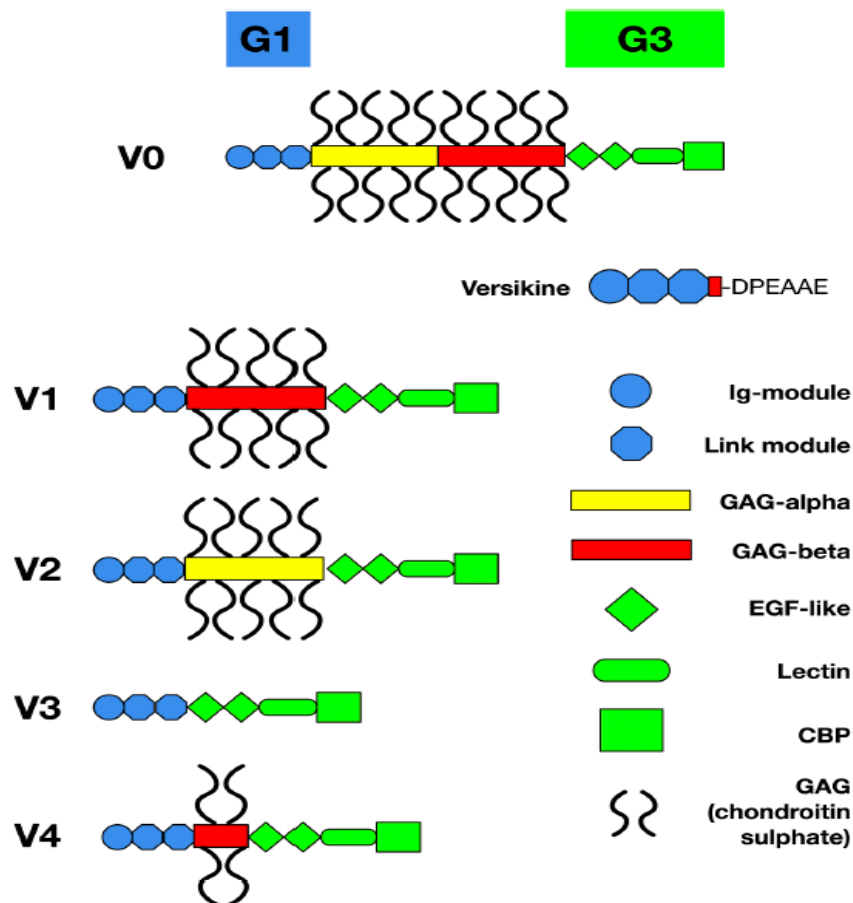 G1
G3
V0
Versikine
-DPEAAE
V1
Ig-module
Link module
V2
GAG-alpha
GAG-beta
EGF-like
Lectin
V3
CBP
V4
GAG
(chondroitin
sulphate)